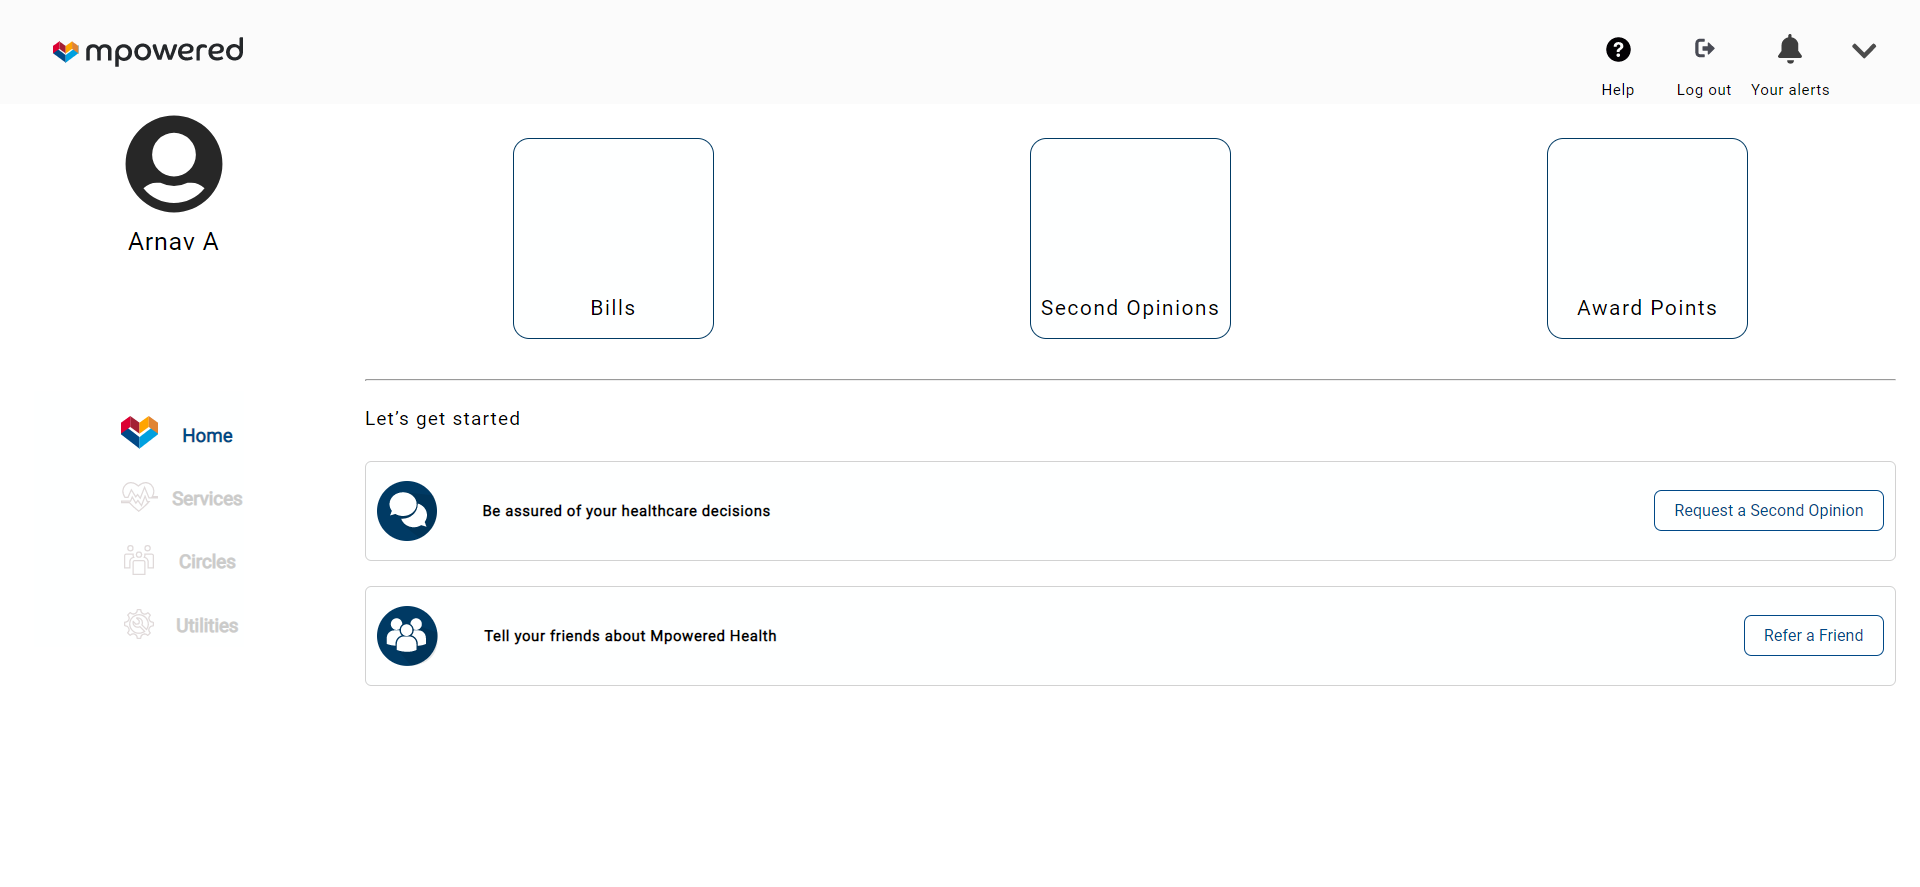 mpowered
Help
Log out
Your alerts
Arnav A
Bills
Second Opinions
Award Points
Home
Services
Circles
Utilities
Let’s get started
Be assured of your healthcare decisions
Request a Second Opinion
Tell your friends about Mpowered Health
Refer a Friend